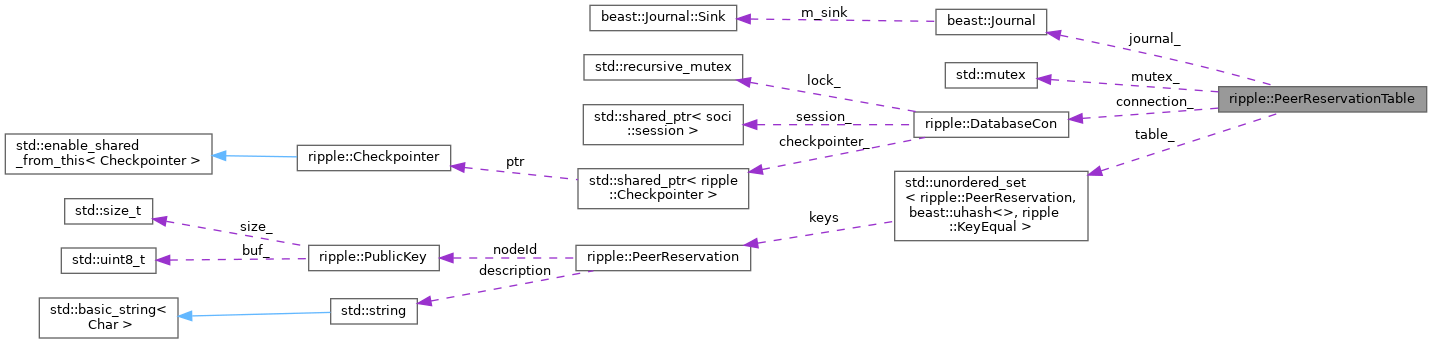 beast::Journal::Sink
m_sink
beast::Journal
journal_
std::recursive_mutex
lock_
std::mutex
mutex_
ripple::PeerReservationTable
connection_
std::shared_ptr< soci
::session >
session_
ripple::DatabaseCon
checkpointer_
table_
std::enable_shared
_from_this< Checkpointer >
ripple::Checkpointer
ptr
std::shared_ptr< ripple
::Checkpointer >
std::unordered_set
< ripple::PeerReservation,
beast::uhash<>, ripple
::KeyEqual >
keys
std::size_t
size_
std::uint8_t
buf_
ripple::PublicKey
nodeId
ripple::PeerReservation
description
std::basic_string<
Char >
std::string